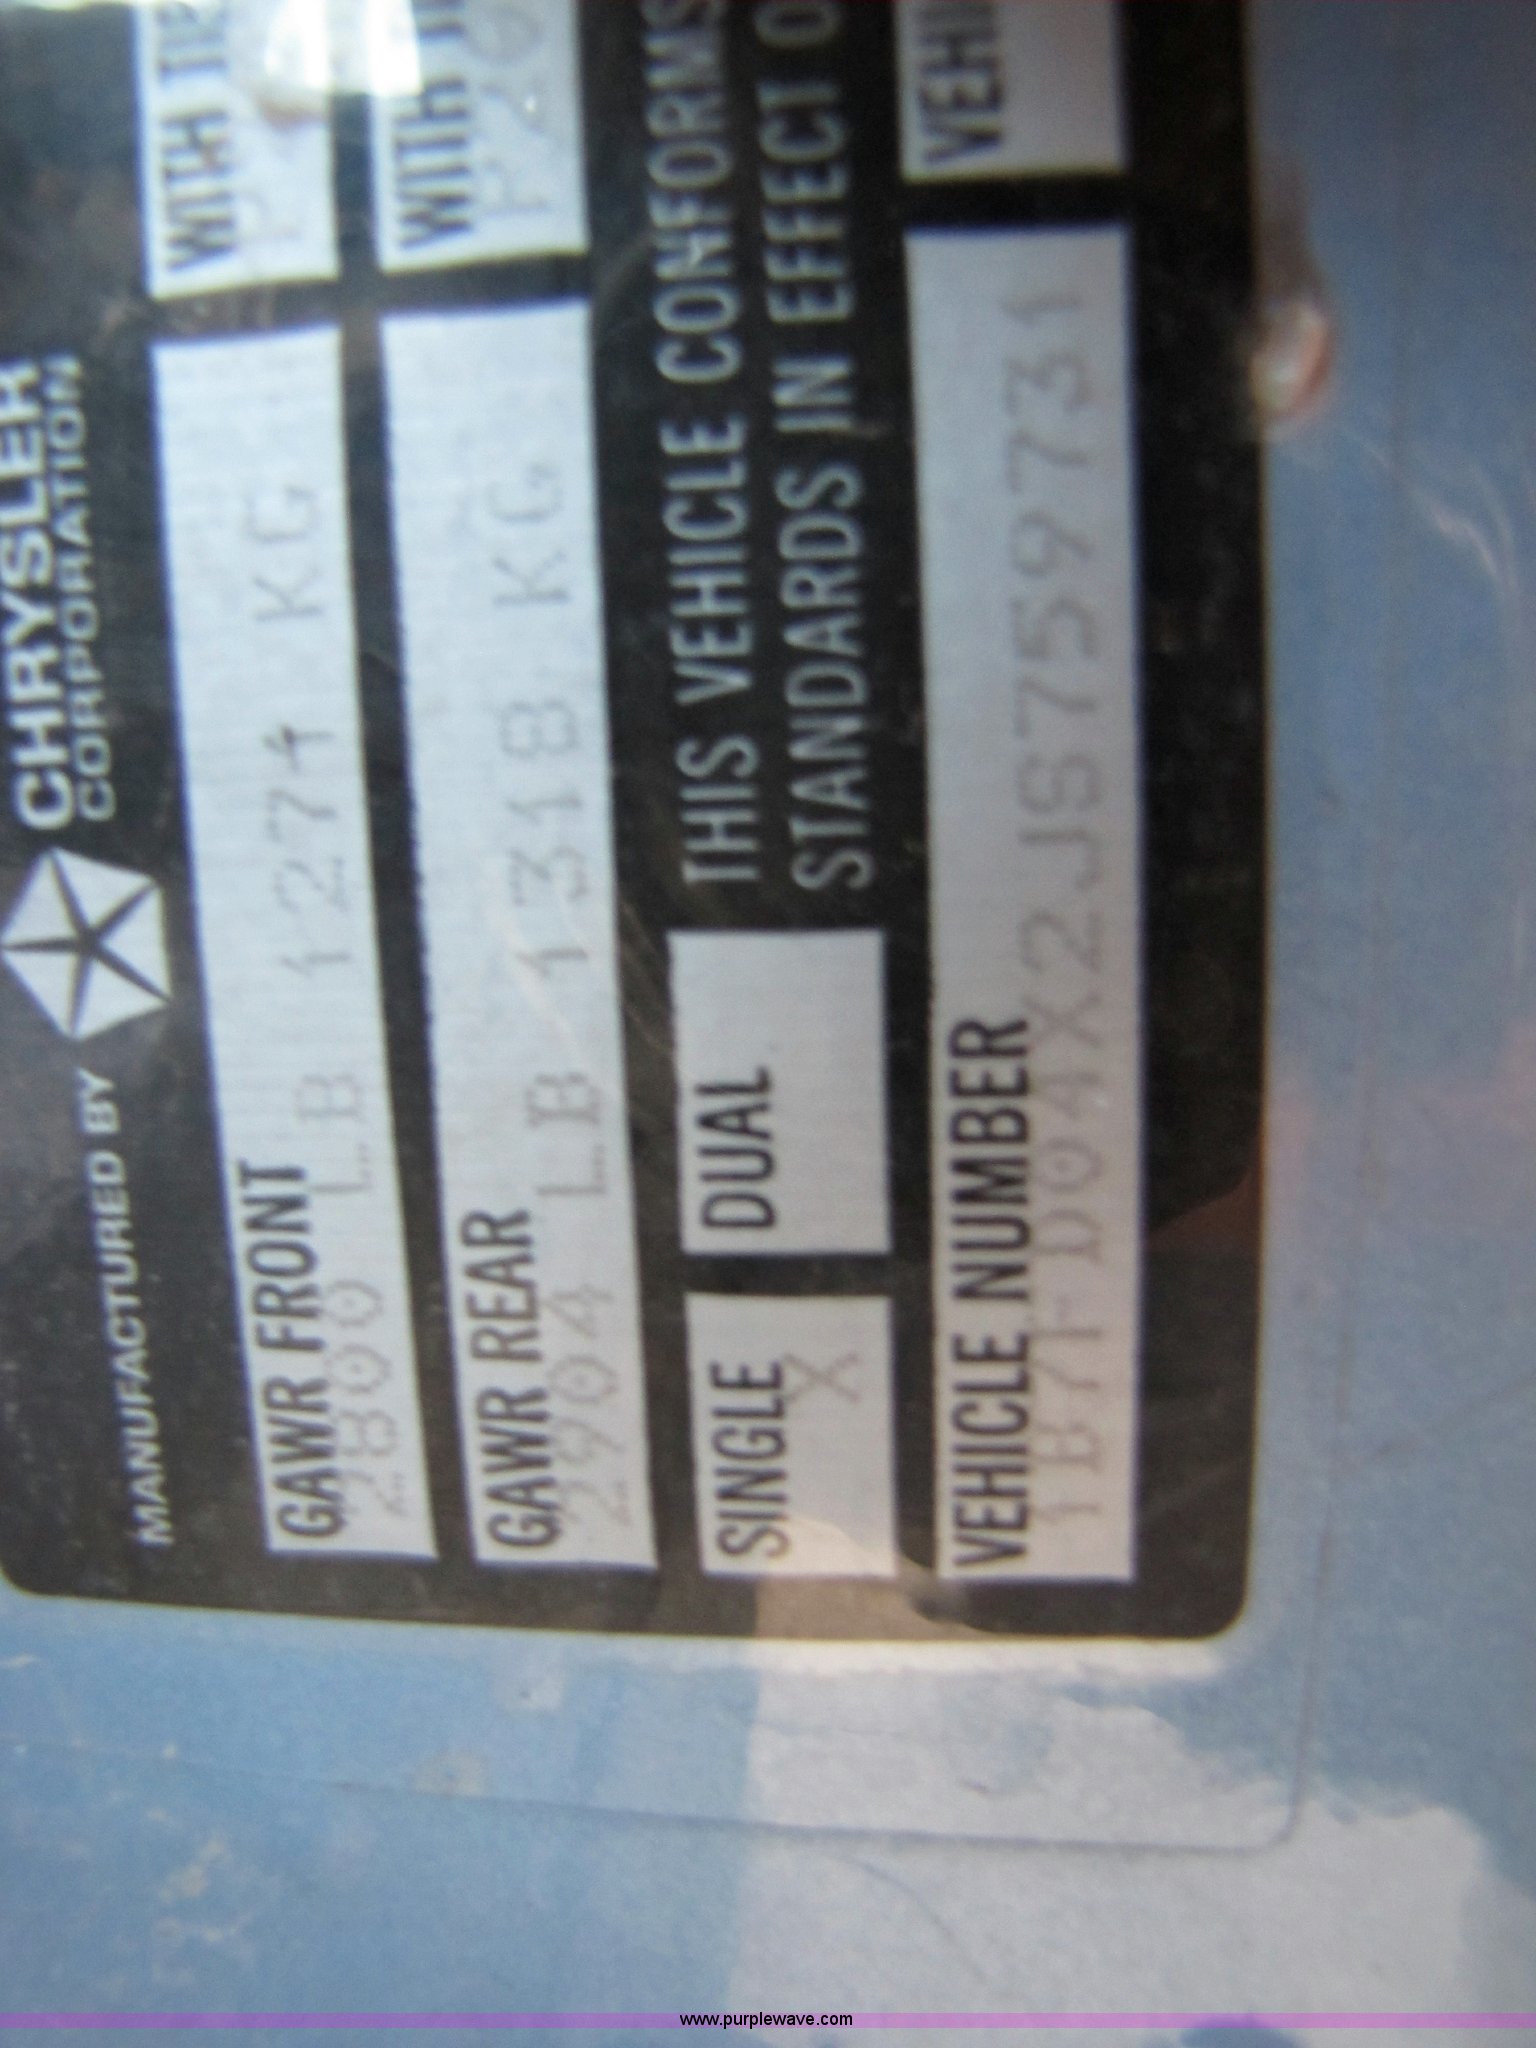 MANUFACTURED BY CHRYSLER
CORPORATION
GAWR FRONT
2800 LB 1274 KG
WITH
GAWR REAR
2904 LB 1318 KG
WITH
SINGLE
X
DUAL
THIS VEHICLE CONFORMS
STANDARDS IN EFFECT
VEHICLE NUMBER
1B7FD04X2JS759731
www.purplewave.com